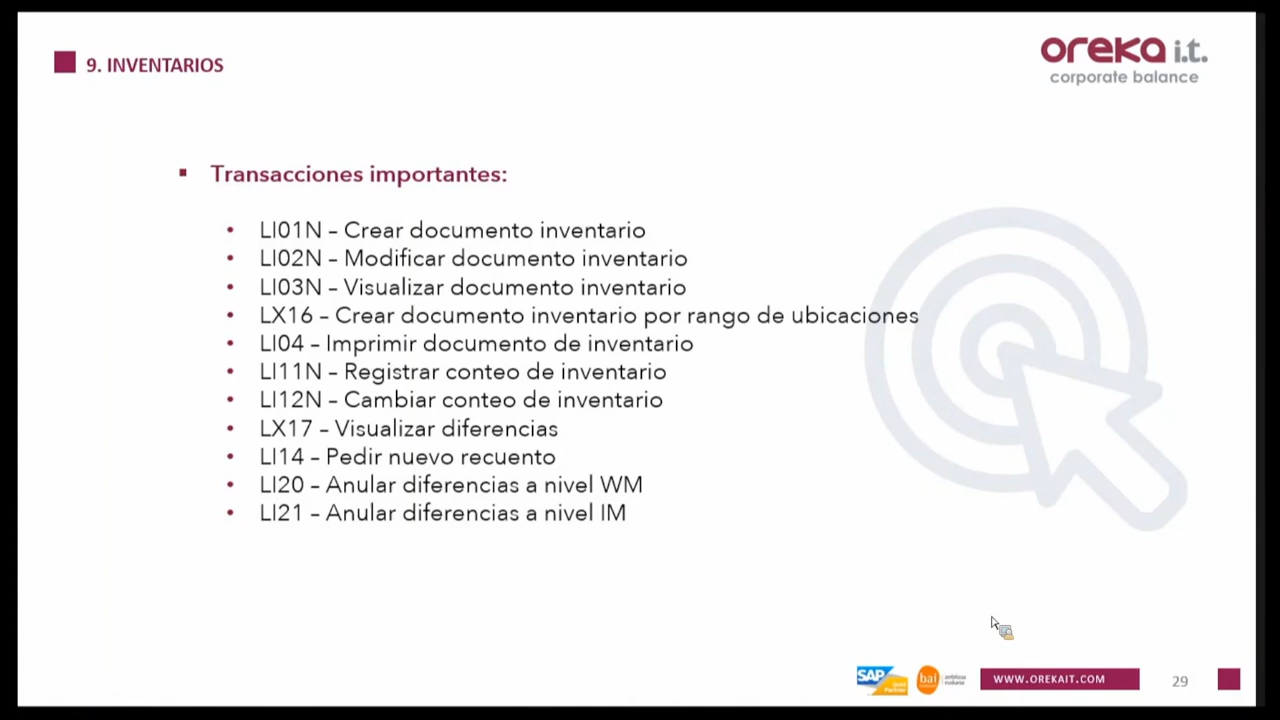 9. INVENTARIOS
oreka i.t.
corporate balance
Transacciones importantes:
LI01N – Crear documento inventario
LI02N – Modificar documento inventario
LI03N – Visualizar documento inventario
LX16 – Crear documento inventario por rango de ubicaciones
LI04 – Imprimir documento de inventario
LI11N – Registrar conteo de inventario
LI12N – Cambiar conteo de inventario
LX17 – Visualizar diferencias
LI14 – Pedir nuevo recuento
LI20 – Anular diferencias a nivel WM
LI21 – Anular diferencias a nivel IM
SAP
Partner
bai
WWW.OREKAIT.COM
29